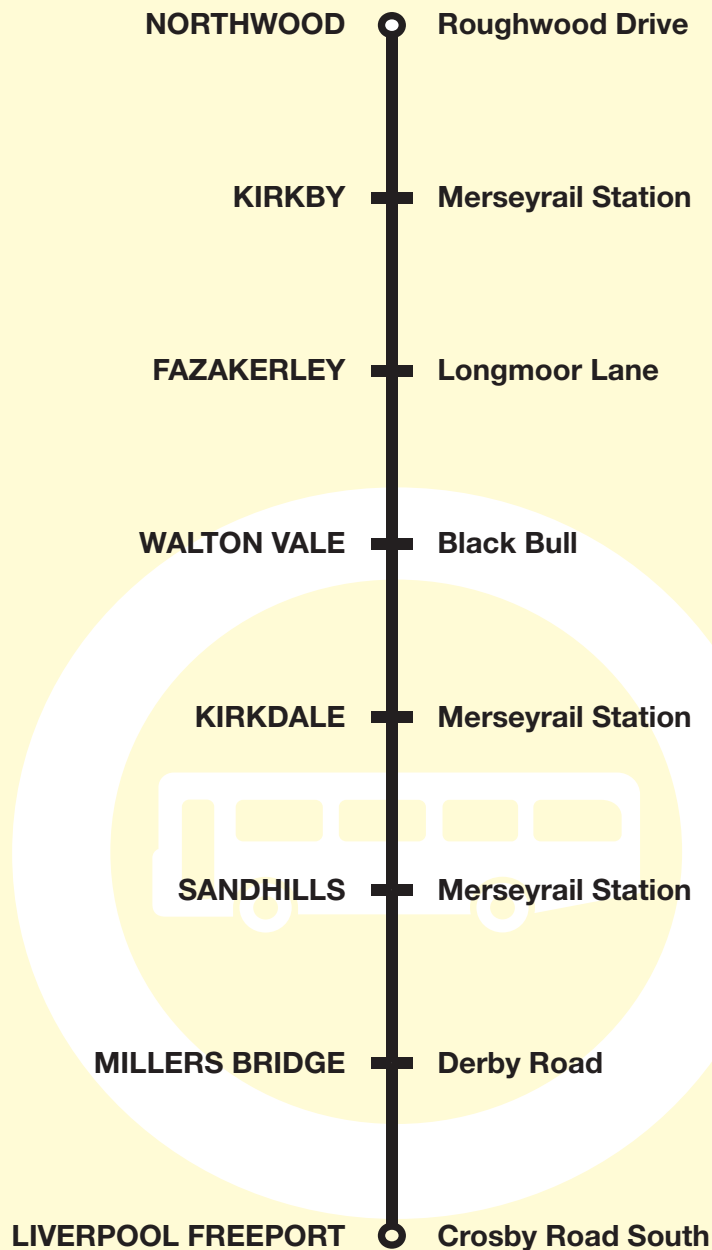 NORTHWOOD Roughwood Drive
KIRKBY Merseyrail Station
FAZAKERLEY Longmoor Lane
WALTON VALE Black Bull
KIRKDALE Merseyrail Station
SANDHILLS Merseyrail Station
MILLERS BRIDGE Derby Road
LIVERPOOL FREEPORT Crosby Road South